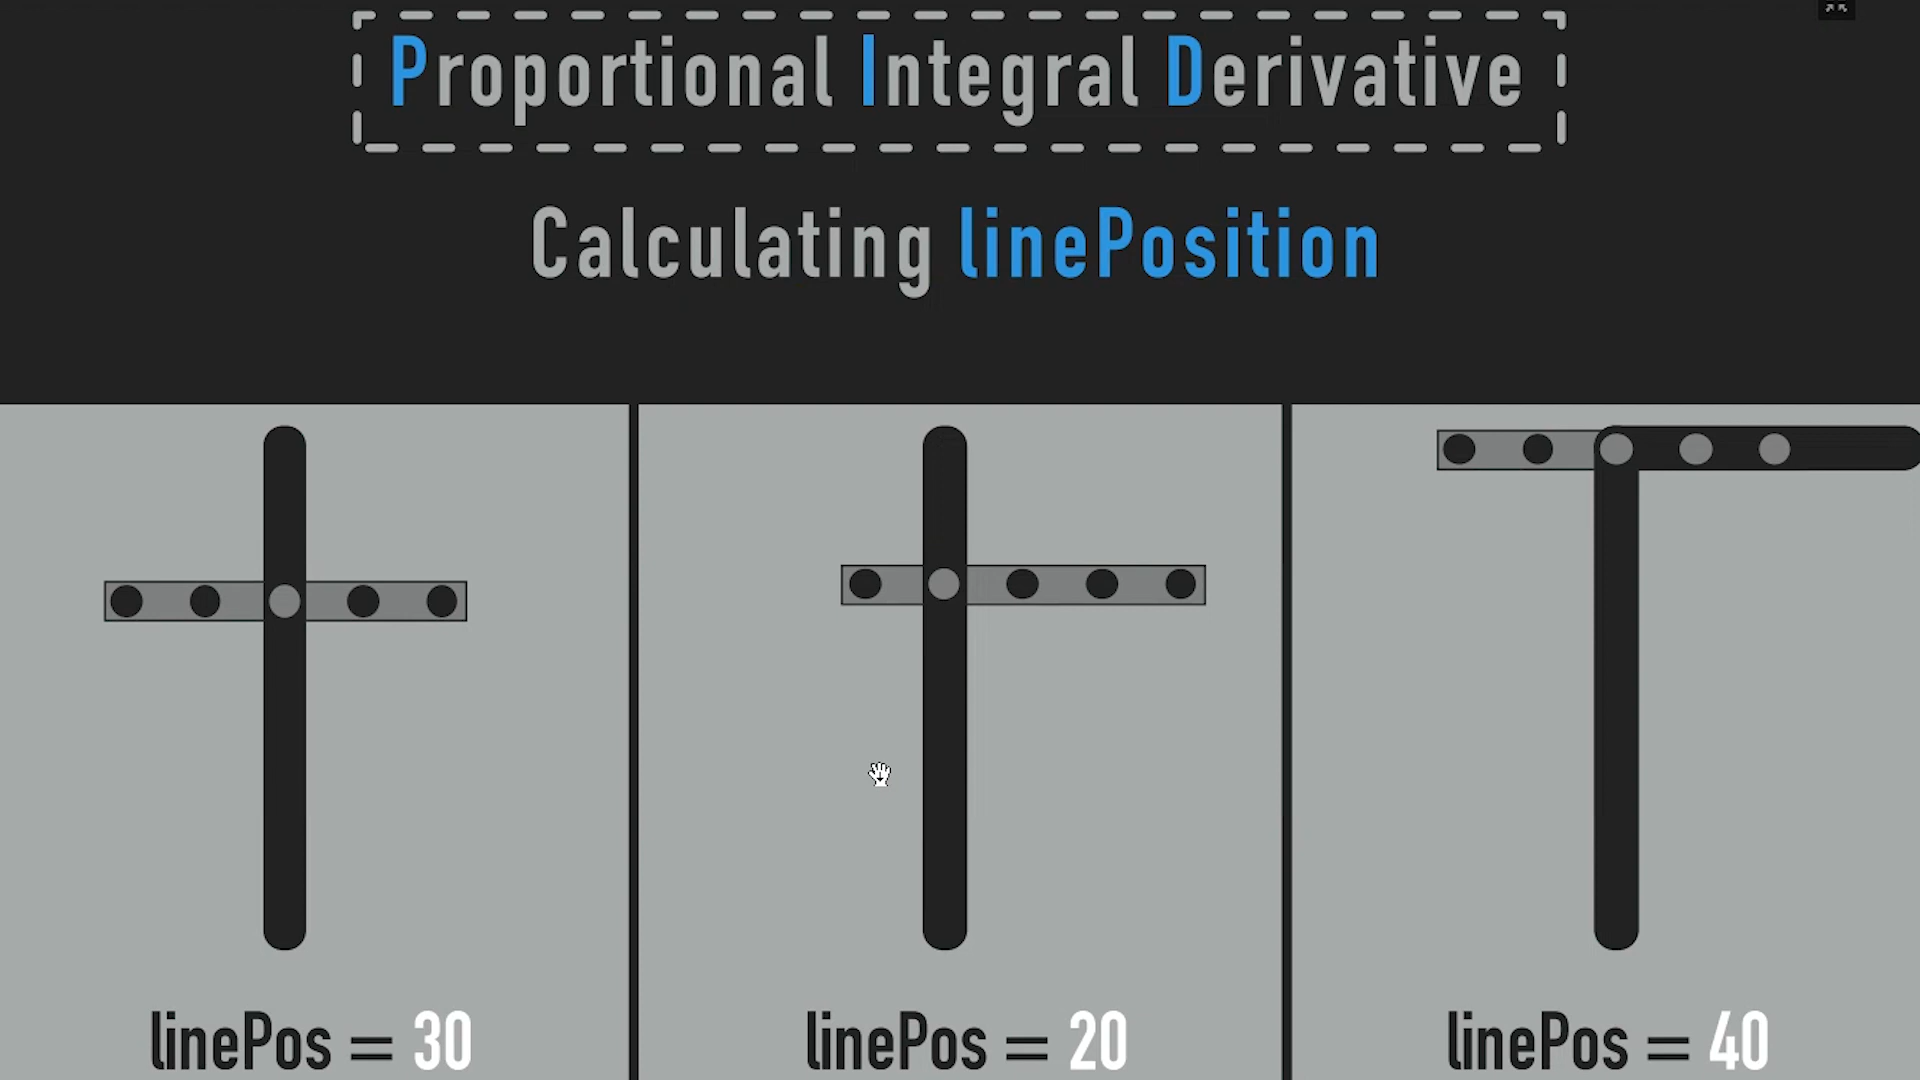 Proportional Integral Derivative
Calculating linePosition
linePos = 30
linePos = 20
linePos = 40